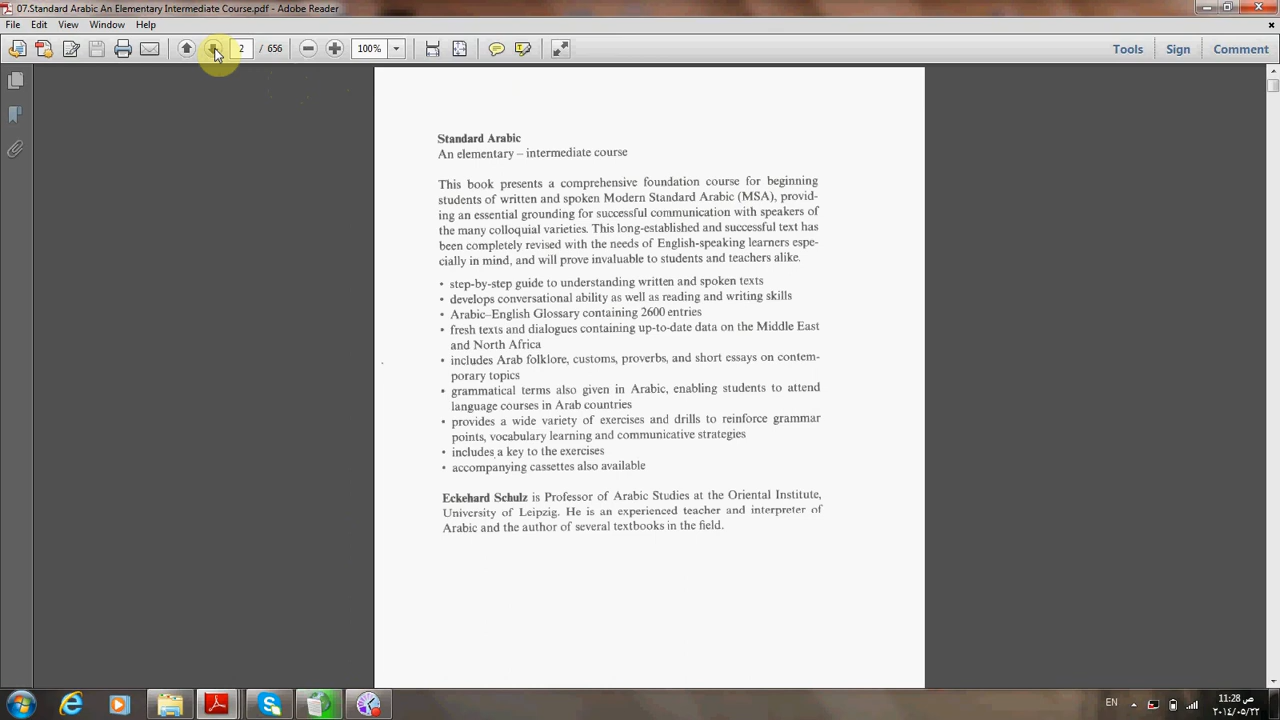 07.Standard Arabic An Elementary Intermediate Course.pdf - Adobe Reader
File Edit View Window Help
2 / 656 100% Tools Sign Comment
Standard Arabic
An elementary – intermediate course
This book presents a comprehensive foundation course for beginning
students of written and spoken Modern Standard Arabic (MSA), provid-
ing an essential grounding for successful communication with speakers of
the many colloquial varieties. This long-established and successful text has
been completely revised with the needs of English-speaking learners espe-
cially in mind, and will prove invaluable to students and teachers alike.
• step-by-step guide to understanding written and spoken texts
• develops conversational ability as well as reading and writing skills
• Arabic–English Glossary containing 2600 entries
• fresh texts and dialogues containing up-to-date data on the Middle East
and North Africa
• includes Arab folklore, customs, proverbs, and short essays on contem-
porary topics
• grammatical terms also given in Arabic, enabling students to attend
language courses in Arab countries
• provides a wide variety of exercises and drills to reinforce grammar
points, vocabulary learning and communicative strategies
• includes a key to the exercises
• accompanying cassettes also available
Eckehard Schulz is Professor of Arabic Studies at the Oriental Institute,
University of Leipzig. He is an experienced teacher and interpreter of
Arabic and the author of several textbooks in the field.
EN
11:28 ص
٢٠١٤/٠٥/٢٢